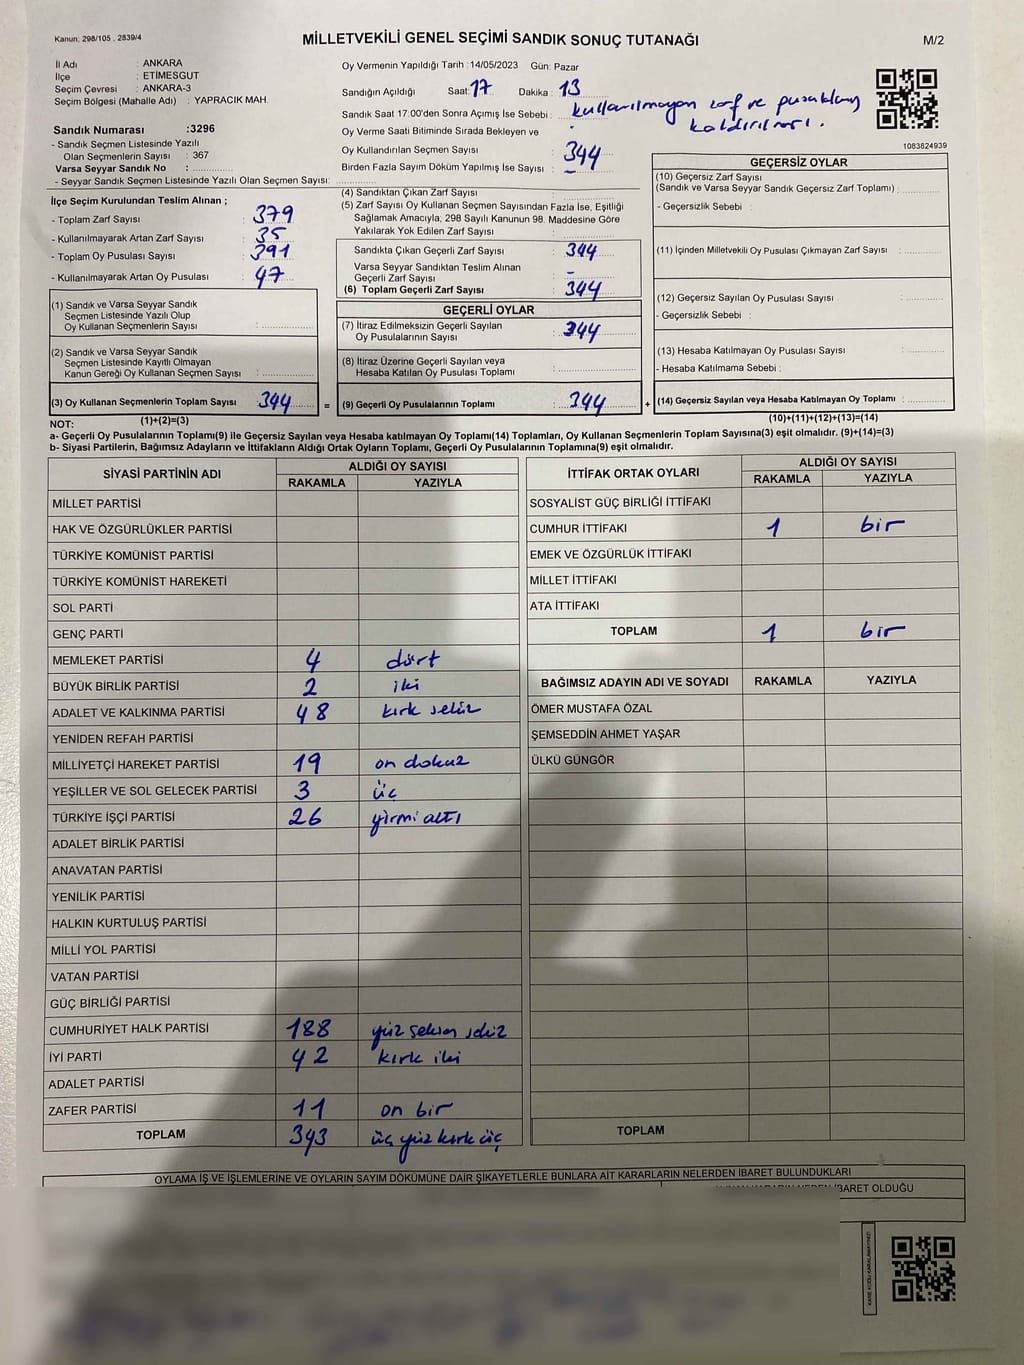 Kanun: 298/105 , 2839/4
MİLLETVEKİLİ GENEL SEÇİMİ SANDIK SONUÇ TUTANAĞI
M/2
İl Adı : ANKARA
İlçe : ETİMESGUT
Seçim Çevresi : ANKARA-3
Seçim Bölgesi (Mahalle Adı) : YAPRACIK MAH.
Sandık Numarası :3296
- Sandık Seçmen Listesinde Yazılı
Olan Seçmenlerin Sayısı : 367
Varsa Seyyar Sandık No :
- Seyyar Sandık Seçmen Listesinde Yazılı Olan Seçmen Sayısı:
Oy Vermenin Yapıldığı Tarih : 14/05/2023 Gün: Pazar
Sandığın Açıldığı Saat: 17 Dakika : 13
Sandık Saat 17:00'den Sonra Açımış İse Sebebi : kullanılmayan zarf ve pusulaların
kaldırılması.
Oy Verme Saati Bitiminde Sırada Bekleyen ve : -
Oy Kullandırılan Seçmen Sayısı 344
Birden Fazla Sayım Döküm Yapılmış İse Sayısı : -
1083624939
İlçe Seçim Kurulundan Teslim Alınan ;
- Toplam Zarf Sayısı : 379
- Kullanılmayarak Artan Zarf Sayısı : 35
- Toplam Oy Pusulası Sayısı : 391
- Kullanılmayarak Artan Oy Pusulası : 47
(1) Sandık ve Varsa Seyyar Sandık
Seçmen Listesinde Yazılı Olup
Oy Kullanan Seçmenlerin Sayısı :
(2) Sandık ve Varsa Seyyar Sandık
Seçmen Listesinde Kayıtlı Olmayan
Kanun Gereği Oy Kullanan Seçmen Sayısı :
(3) Oy Kullanan Seçmenlerin Toplam Sayısı 344 =
(1)+(2)=(3)
(4) Sandıktan Çıkan Zarf Sayısı :
(5) Zarf Sayısı Oy Kullanan Seçmen Sayısından Fazla İse, Eşitliği
Sağlamak Amacıyla; 298 Sayılı Kanunun 98. Maddesine Göre
Yakılarak Yok Edilen Zarf Sayısı :
Sandıkta Çıkan Geçerli Zarf Sayısı : 344
Varsa Seyyar Sandıktan Teslim Alınan
Geçerli Zarf Sayısı : -
(6) Toplam Geçerli Zarf Sayısı : 344
GEÇERLİ OYLAR
(7) İtiraz Edilmeksizin Geçerli Sayılan
Oy Pusulalarının Sayısı : 344
(8) İtiraz Üzerine Geçerli Sayılan veya
Hesaba Katılan Oy Pusulası Toplamı :
(9) Geçerli Oy Pusulalarının Toplamı : 344 +
GEÇERSİZ OYLAR
(10) Geçersiz Zarf Sayısı
(Sandık ve Varsa Seyyar Sandık Geçersiz Zarf Toplamı) :
- Geçersizlik Sebebi :
(11) İçinden Milletvekili Oy Pusulası Çıkmayan Zarf Sayısı :
(12) Geçersiz Sayılan Oy Pusulası Sayısı :
- Geçersizlik Sebebi :
(13) Hesaba Katılmayan Oy Pusulası Sayısı :
- Hesaba Katılmama Sebebi :
(14) Geçersiz Sayılan veya Hesaba Katılmayan Oy Toplamı :
(10)+(11)+(12)+(13)=(14)
NOT:
a- Geçerli Oy Pusulalarının Toplamı(9) ile Geçersiz Sayılan veya Hesaba katılmayan Oy Toplamı(14) Toplamları, Oy Kullanan Seçmenlerin Toplam Sayısına(3) eşit olmalıdır. (9)+(14)=(3)
b- Siyasi Partilerin, Bağımsız Adayların ve İttifakların Aldığı Ortak Oyların Toplamı, Geçerli Oy Pusulalarının Toplamına(9) eşit olmalıdır.
SİYASİ PARTİNİN ADI ALDIĞI OY SAYISI
RAKAMLA YAZIYLA
MİLLET PARTİSİ
HAK VE ÖZGÜRLÜKLER PARTİSİ
TÜRKİYE KOMÜNİST PARTİSİ
TÜRKİYE KOMÜNİST HAREKETİ
SOL PARTİ
GENÇ PARTİ
MEMLEKET PARTİSİ 4 dört
BÜYÜK BİRLİK PARTİSİ 2 iki
ADALET VE KALKINMA PARTİSİ 48 kırk sekiz
YENİDEN REFAH PARTİSİ
MİLLİYETÇİ HAREKET PARTİSİ 19 on dokuz
YEŞİLLER VE SOL GELECEK PARTİSİ 3 üç
TÜRKİYE İŞÇİ PARTİSİ 26 yirmi altı
ADALET BİRLİK PARTİSİ
ANAVATAN PARTİSİ
YENİLİK PARTİSİ
HALKIN KURTULUŞ PARTİSİ
MİLLİ YOL PARTİSİ
VATAN PARTİSİ
GÜÇ BİRLİĞİ PARTİSİ
CUMHURİYET HALK PARTİSİ 188 yüz seksen sekiz
İYİ PARTİ 42 kırk iki
ADALET PARTİSİ
ZAFER PARTİSİ 11 on bir
TOPLAM 343 üç yüz kırk üç
İTTİFAK ORTAK OYLARI ALDIĞI OY SAYISI
RAKAMLA YAZIYLA
SOSYALİST GÜÇ BİRLİĞİ İTTİFAKI
CUMHUR İTTİFAKI 1 bir
EMEK VE ÖZGÜRLÜK İTTİFAKI
MİLLET İTTİFAKI
ATA İTTİFAKI
TOPLAM 1 bir
BAĞIMSIZ ADAYIN ADI VE SOYADI RAKAMLA YAZIYLA
ÖMER MUSTAFA ÖZAL
ŞEMSEDDİN AHMET YAŞAR
ÜLKÜ GÜNGÖR
TOPLAM
OYLAMA İŞ VE İŞLEMLERİNE VE OYLARIN SAYIM DÖKÜMÜNE DAİR ŞİKAYETLERLE BUNLARA AİT KARARLARIN NELERDEN İBARET BULUNDUKLARI
İBARET OLDUĞU
KARE KODU KARALAMAYINIZ!